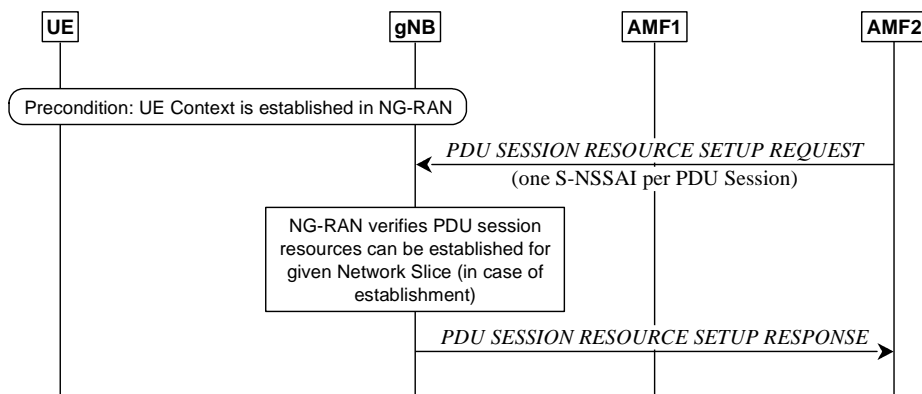 UE gNB AMF1 AMF2
Precondition: UE Context is established in NG-RAN
PDU SESSION RESOURCE SETUP REQUEST
(one S-NSSAI per PDU Session)
NG-RAN verifies PDU session
resources can be established for
given Network Slice (in case of
establishment)
PDU SESSION RESOURCE SETUP RESPONSE